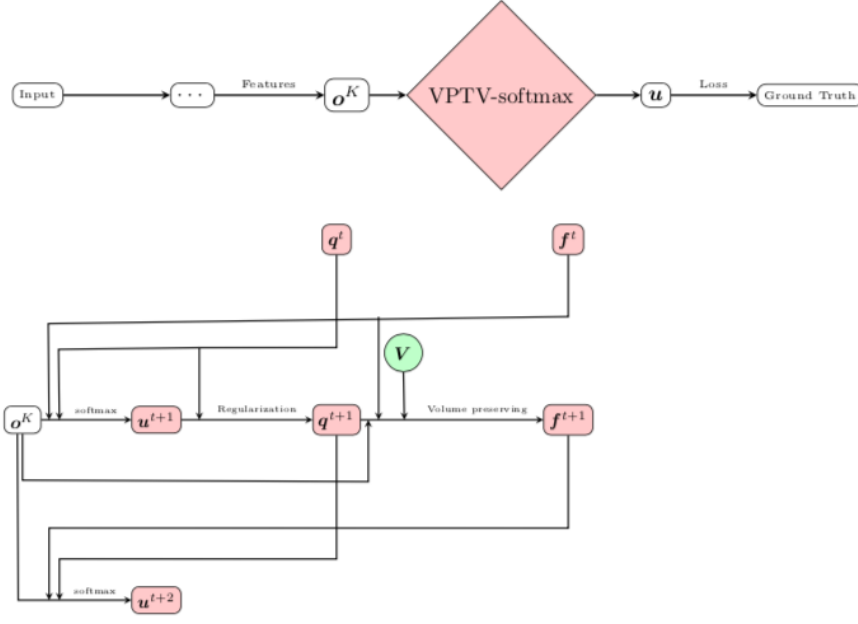 Features
Loss
Input
· · ·
o^K
VPTV-softmax
u
Ground Truth
q^t
f^t
V
softmax
Regularization
Volume preserving
o^K
u^{t+1}
q^{t+1}
f^{t+1}
softmax
u^{t+2}